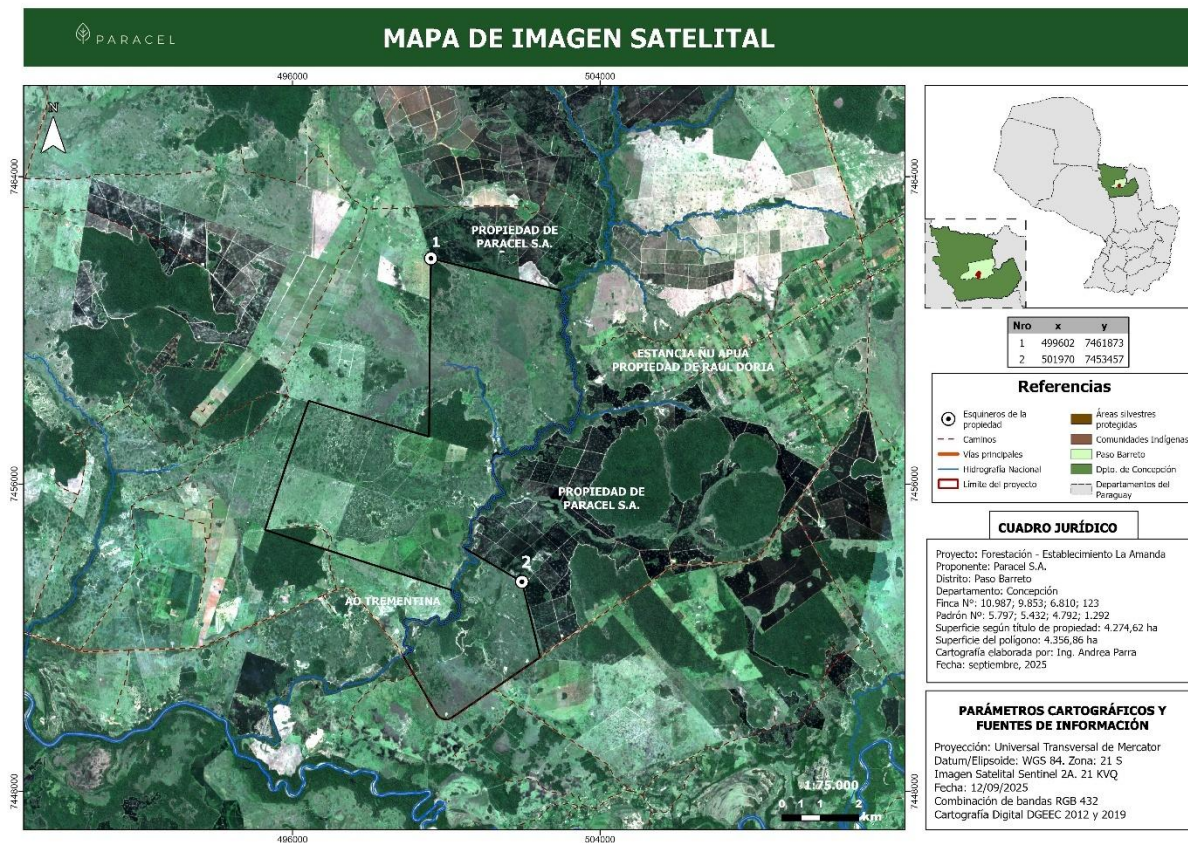 PARACEL
MAPA DE IMAGEN SATELITAL
496000
504000
N
7464000
7464000
1
PROPIEDAD DE
PARACEL S.A.
ESTANCIA ÑU APUA
PROPIEDAD DE RAUL DORIA
7456000
7456000
PROPIEDAD DE
PARACEL S.A.
2
AO TREMENTINA
7448000
7448000
1:75.000
0 1 1 2
km
496000
504000
Nro x y
1 499602 7461873
2 501970 7453457
Referencias
Esquineros de la
propiedad
Caminos
Vías principales
Hidrografía Nacional
Límite del proyecto
Áreas silvestres
protegidas
Comunidades Indígenas
Paso Barreto
Dpto. de Concepción
Departamentos del
Paraguay
CUADRO JURÍDICO
Proyecto: Forestación - Establecimiento La Amanda
Proponente: Paracel S.A.
Distrito: Paso Barreto
Departamento: Concepción
Finca Nº: 10.987; 9.853; 6.810; 123
Padrón Nº: 5.797; 5.432; 4.792; 1.292
Superficie según título de propiedad: 4.274,62 ha
Superficie del polígono: 4.356,86 ha
Cartografía elaborada por: Ing. Andrea Parra
Fecha: septiembre, 2025
PARÁMETROS CARTOGRÁFICOS Y
FUENTES DE INFORMACIÓN
Proyección: Universal Transversal de Mercator
Datum/Elipsoide: WGS 84. Zona: 21 S
Imagen Satelital Sentinel 2A. 21 KVQ
Fecha: 12/09/2025
Combinación de bandas RGB 432
Cartografía Digital DGEEC 2012 y 2019